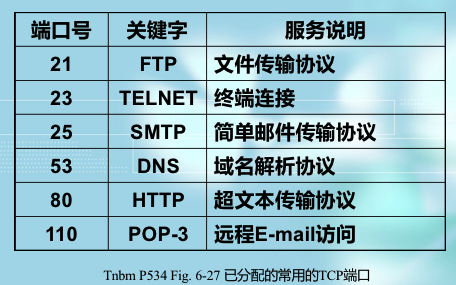 端口号 关键字 服务说明
21 FTP 文件传输协议
23 TELNET 终端连接
25 SMTP 简单邮件传输协议
53 DNS 域名解析协议
80 HTTP 超文本传输协议
110 POP-3 远程E-mail访问
Tnbm P534 Fig. 6-27 已分配的常用的TCP端口